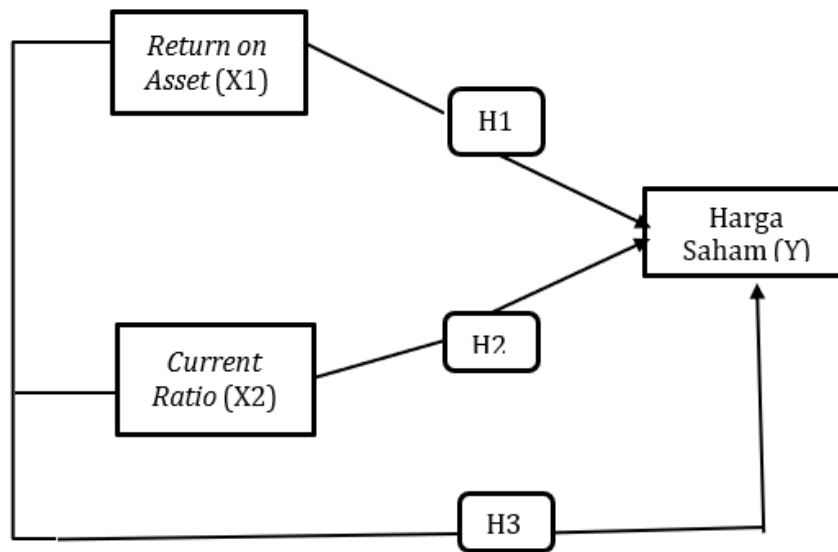 Return on
Asset (X1)
H1
Harga
Saham (Y)
Current
Ratio (X2)
H2
H3